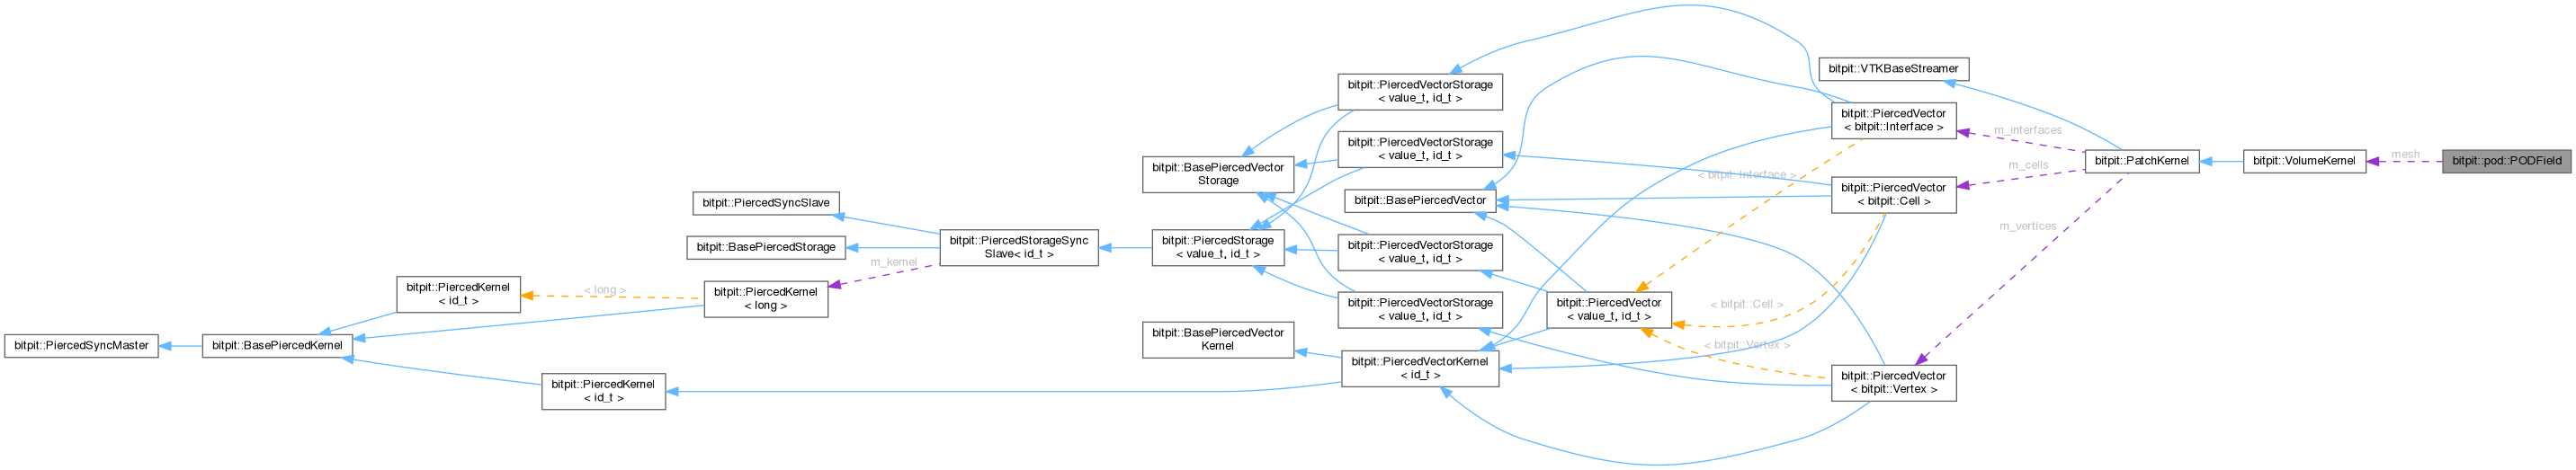 bitpit::PiercedVectorStorage
< value_t, id_t >
bitpit::VTKBaseStreamer
bitpit::PiercedVector
< bitpit::Interface >
m_interfaces
bitpit::PiercedVectorStorage
< value_t, id_t >
bitpit::BasePiercedVector
Storage
bitpit::PatchKernel
bitpit::VolumeKernel
mesh
bitpit::pod::PODField
m_cells
< bitpit::Interface >
bitpit::PiercedVector
< bitpit::Cell >
bitpit::PiercedSyncSlave
bitpit::BasePiercedVector
m_vertices
bitpit::BasePiercedStorage
bitpit::PiercedStorageSync
Slave< id_t >
bitpit::PiercedStorage
< value_t, id_t >
bitpit::PiercedVectorStorage
< value_t, id_t >
m_kernel
bitpit::PiercedKernel
< id_t >
< long >
bitpit::PiercedKernel
< long >
bitpit::PiercedVectorStorage
< value_t, id_t >
bitpit::PiercedVector
< value_t, id_t >
< bitpit::Cell >
bitpit::PiercedSyncMaster
bitpit::BasePiercedKernel
bitpit::BasePiercedVector
Kernel
< bitpit::Vertex >
bitpit::PiercedVectorKernel
< id_t >
bitpit::PiercedKernel
< id_t >
bitpit::PiercedVector
< bitpit::Vertex >